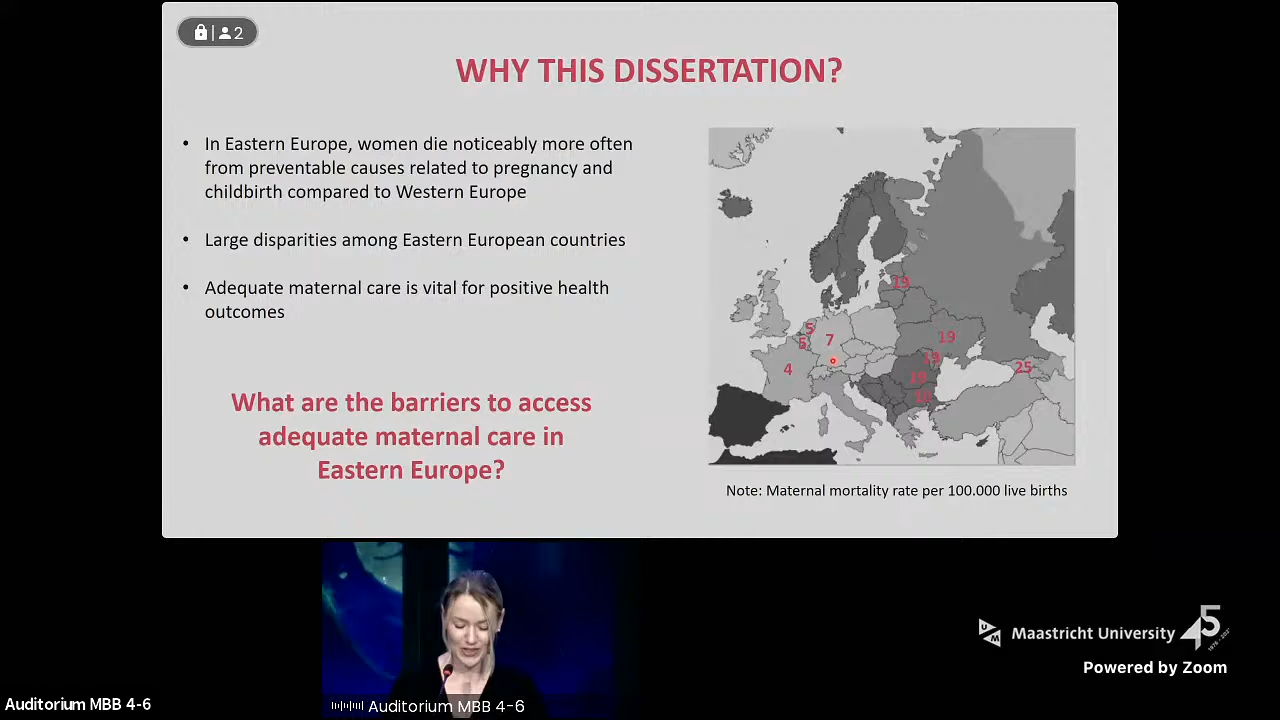 2
WHY THIS DISSERTATION?
• In Eastern Europe, women die noticeably more often
from preventable causes related to pregnancy and
childbirth compared to Western Europe
• Large disparities among Eastern European countries
• Adequate maternal care is vital for positive health
outcomes
What are the barriers to access
adequate maternal care in
Eastern Europe?
19
5
5
7
19
4
19
25
19
Note: Maternal mortality rate per 100.000 live births
Maastricht University
45
Powered by Zoom
Auditorium MBB 4-6
Auditorium MBB 4-6